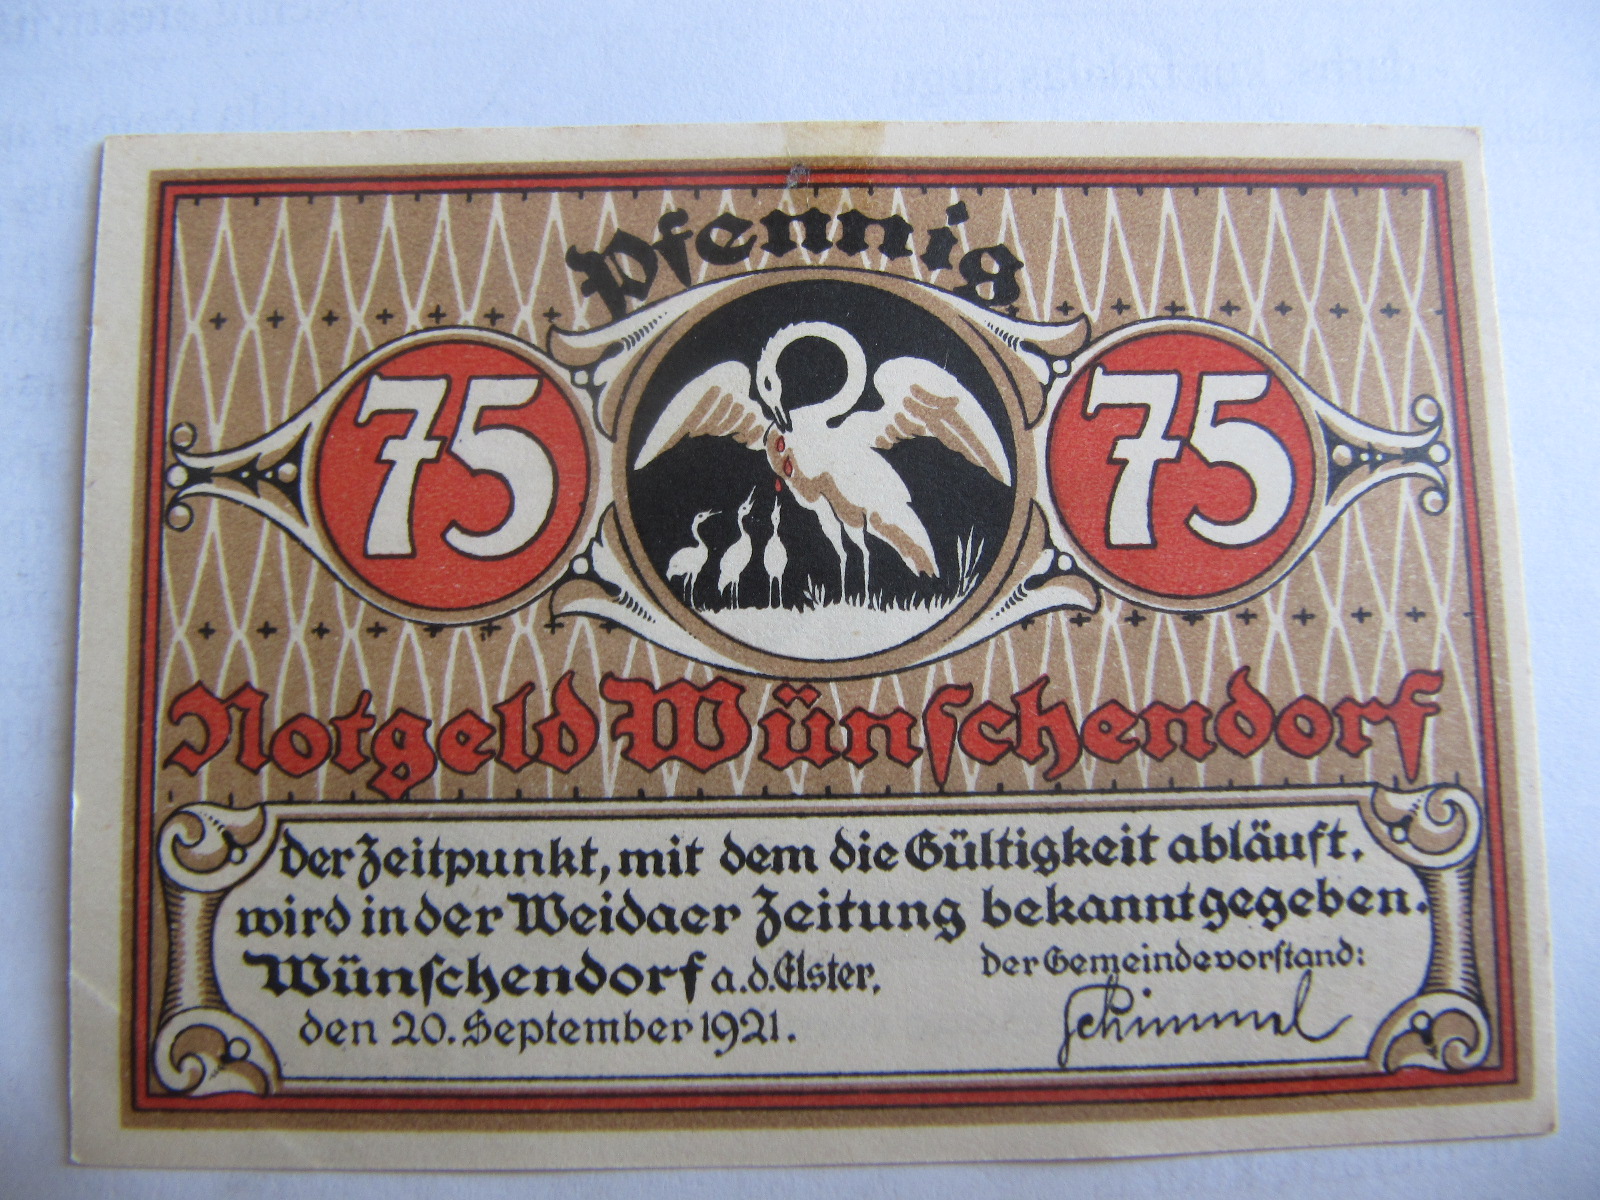 Pfennig
75 75
Notgeld Wünschendorf
der Zeitpunkt, mit dem die Gültigkeit abläuft,
wird in der Weidaer Zeitung bekanntgegeben.
Wünschendorf a.d. Elster, der Gemeindevorstand:
den 20. September 1921. Schimmel